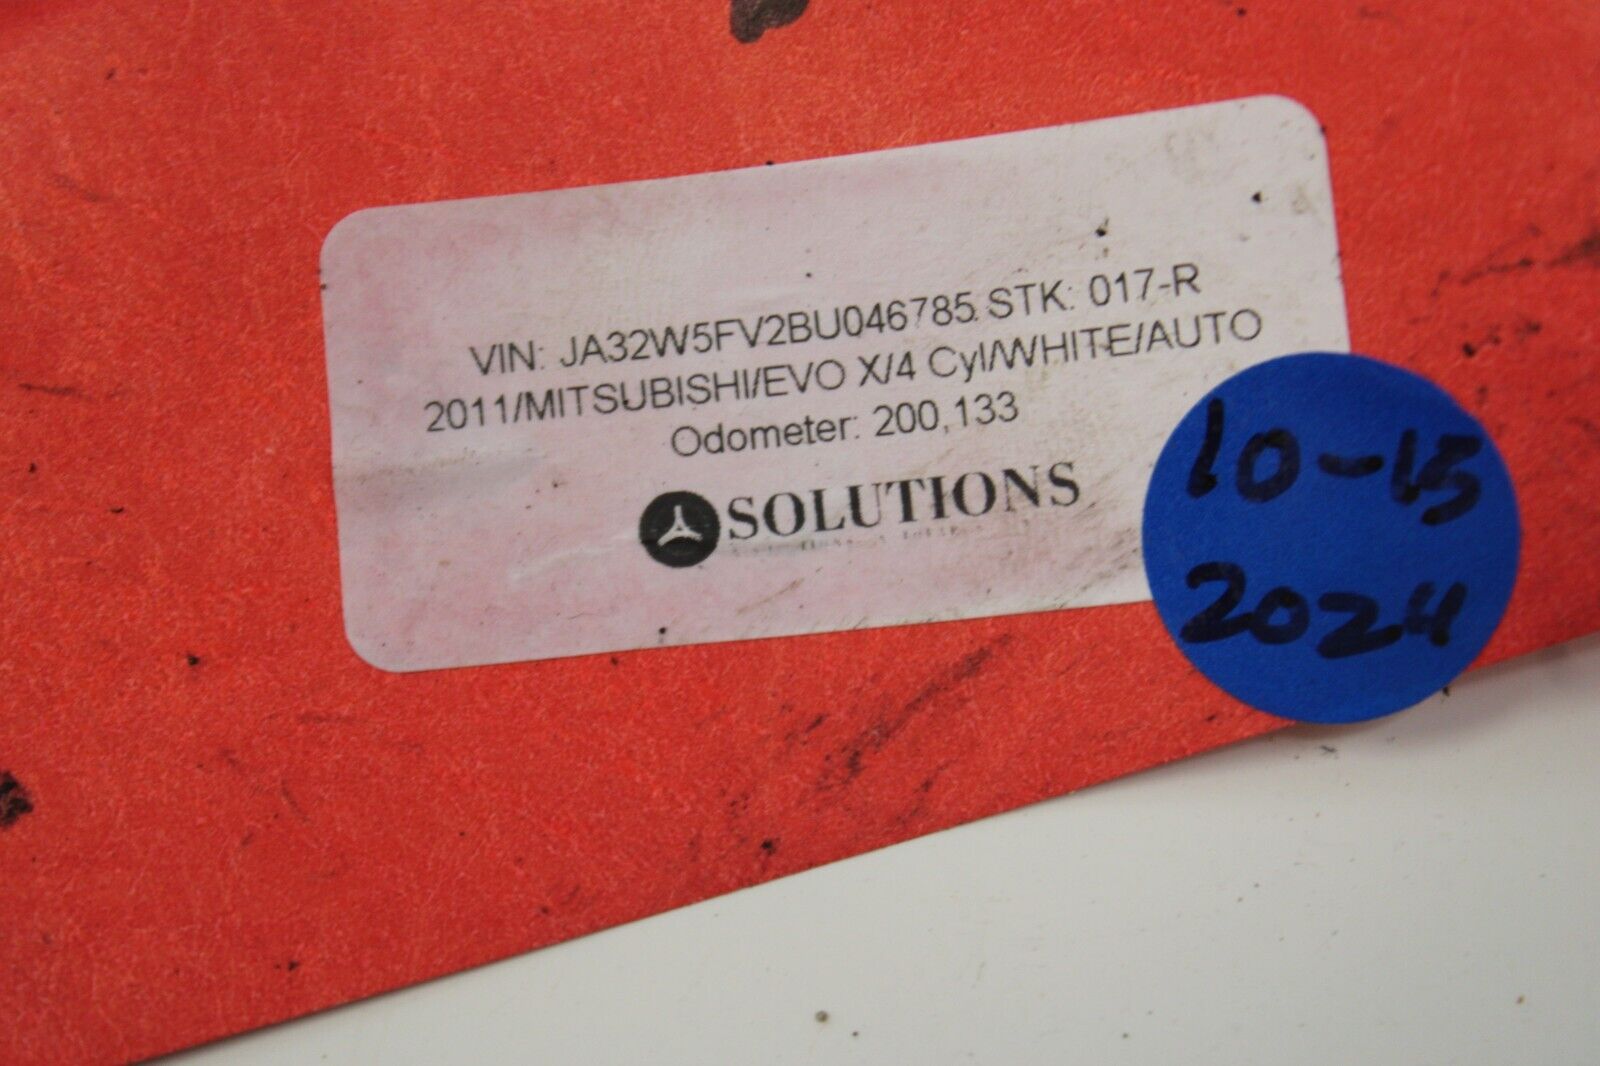 VIN: JA32W5FV2BU046785 STK: 017-R
2011/MITSUBISHI/EVO X/4 Cyl/WHITE/AUTO
Odometer: 200,133
SOLUTIONS
10-15
2024